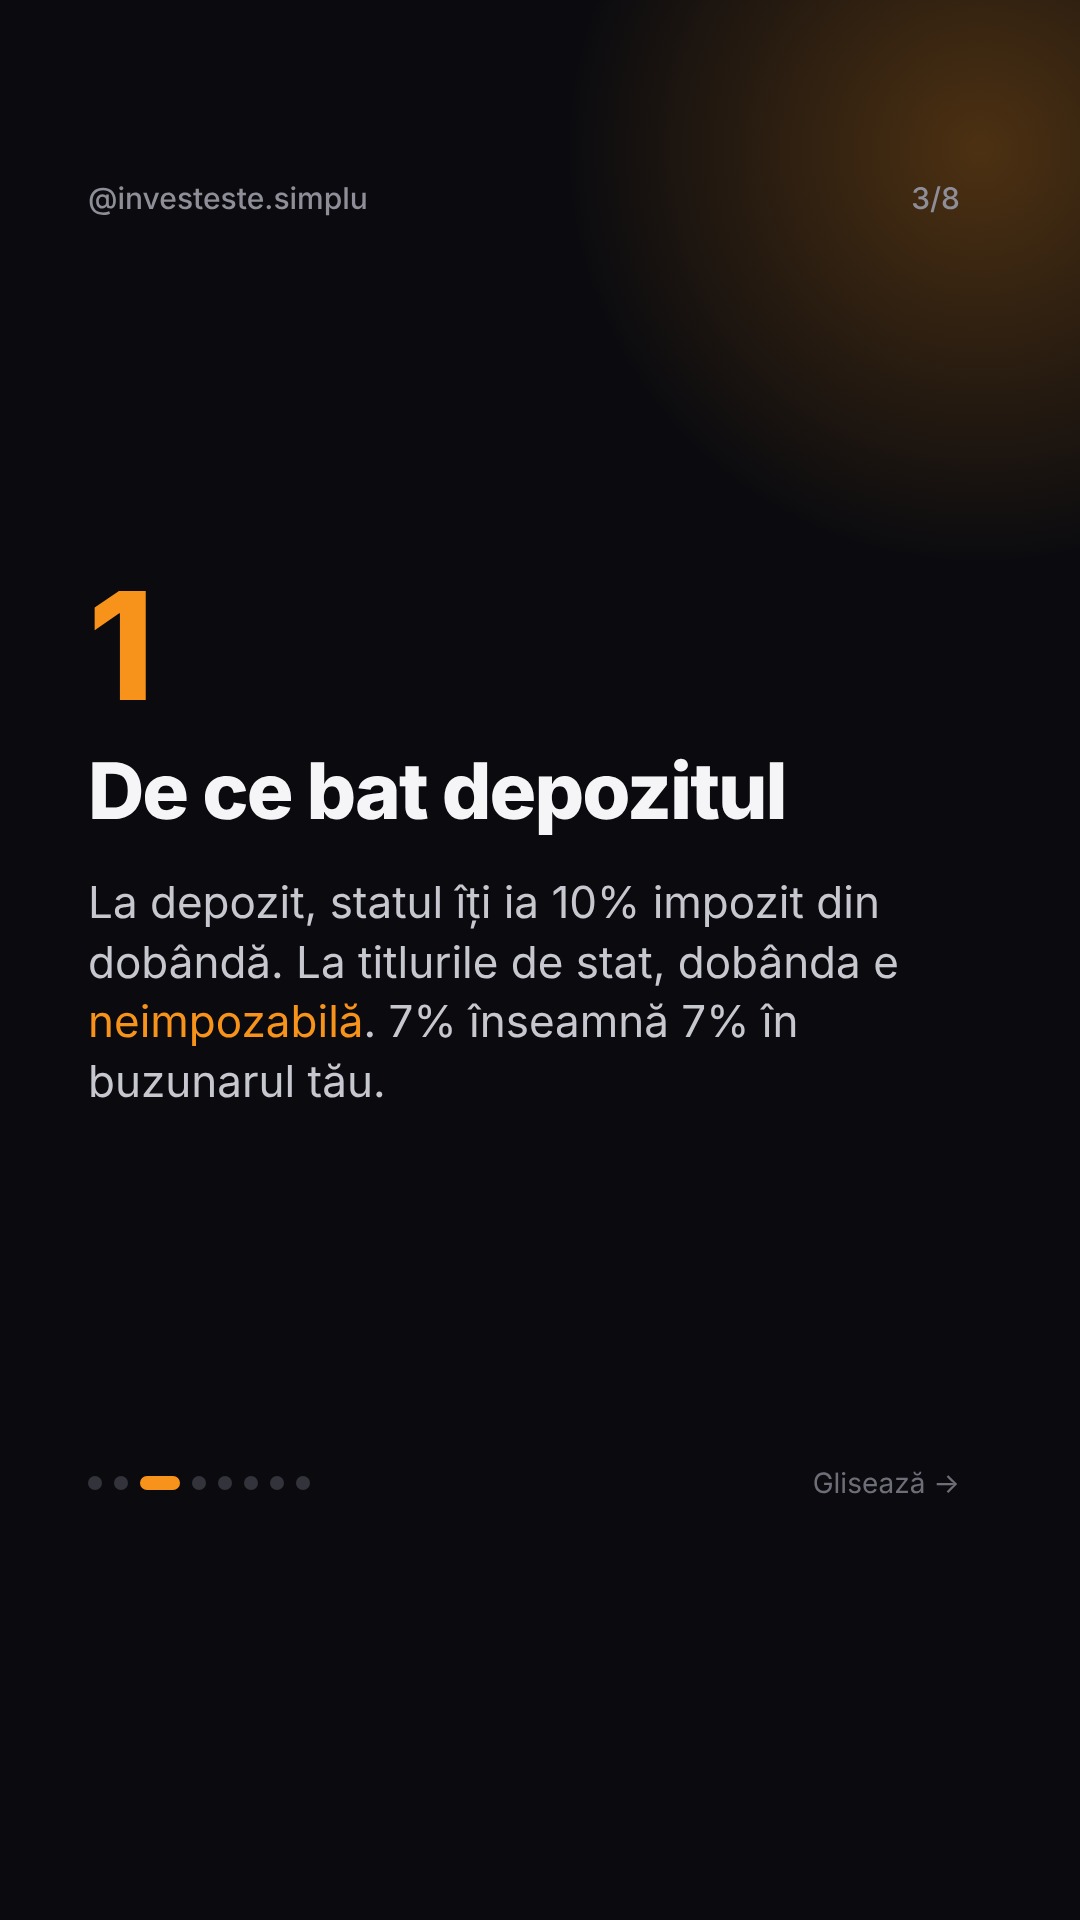 @investeste.simplu
3/8
1
De ce bat depozitul
La depozit, statul îți ia 10% impozit din
dobândă. La titlurile de stat, dobânda e
neimpozabilă. 7% înseamnă 7% în
buzunarul tău.
Glisează →